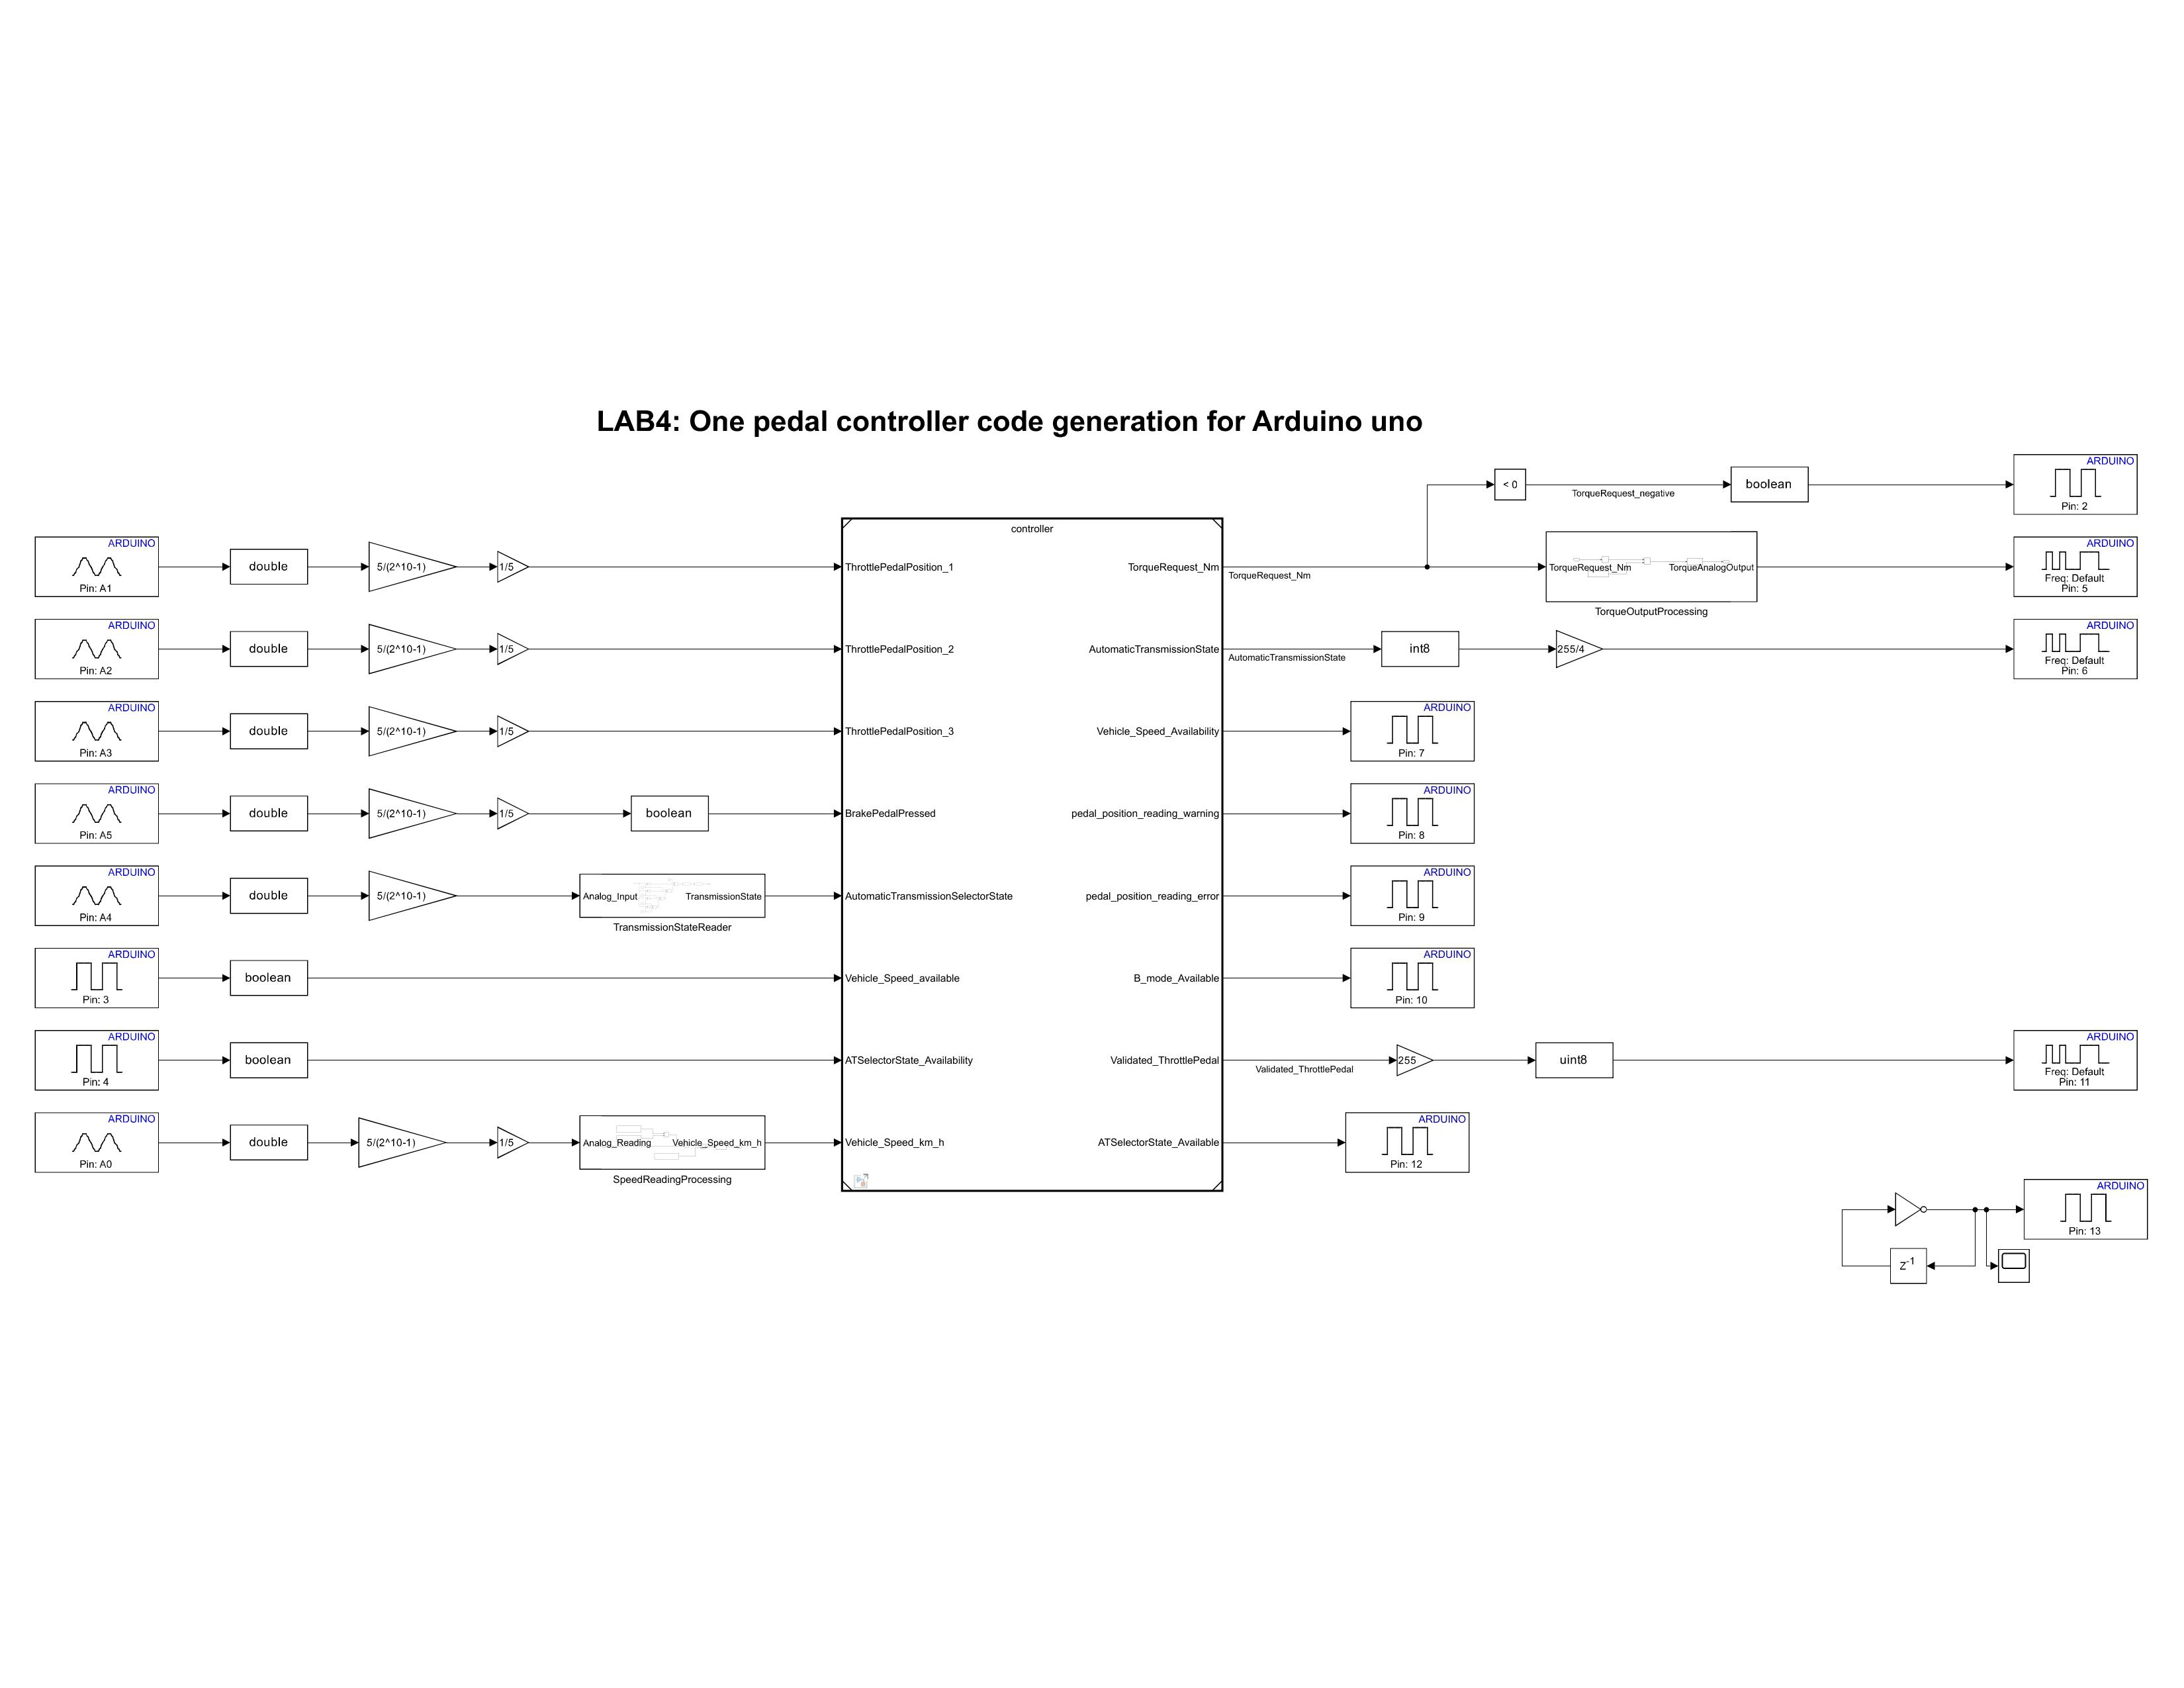 LAB4: One pedal controller code generation for Arduino uno
ARDUINO
Pin: A1
double
5/(2^10-1)
1/5
ARDUINO
Pin: A2
double
5/(2^10-1)
1/5
ARDUINO
Pin: A3
double
5/(2^10-1)
1/5
ARDUINO
Pin: A5
double
5/(2^10-1)
1/5
boolean
ARDUINO
Pin: A4
double
5/(2^10-1)
Analog_Input
TransmissionState
TransmissionStateReader
ARDUINO
Pin: 3
boolean
ARDUINO
Pin: 4
boolean
ARDUINO
Pin: A0
double
5/(2^10-1)
1/5
Analog_Reading
Vehicle_Speed_km_h
SpeedReadingProcessing
controller
ThrottlePedalPosition_1
ThrottlePedalPosition_2
ThrottlePedalPosition_3
BrakePedalPressed
AutomaticTransmissionSelectorState
Vehicle_Speed_available
ATSelectorState_Availability
Vehicle_Speed_km_h
TorqueRequest_Nm
AutomaticTransmissionState
Vehicle_Speed_Availability
pedal_position_reading_warning
pedal_position_reading_error
B_mode_Available
Validated_ThrottlePedal
ATSelectorState_Available
TorqueRequest_Nm
< 0
TorqueRequest_negative
boolean
ARDUINO
Pin: 2
TorqueRequest_Nm
TorqueAnalogOutput
TorqueOutputProcessing
ARDUINO
Freq: Default
Pin: 5
AutomaticTransmissionState
int8
255/4
ARDUINO
Freq: Default
Pin: 6
ARDUINO
Pin: 7
ARDUINO
Pin: 8
ARDUINO
Pin: 9
ARDUINO
Pin: 10
Validated_ThrottlePedal
255
uint8
ARDUINO
Freq: Default
Pin: 11
ARDUINO
Pin: 12
ARDUINO
Pin: 13
Z-1